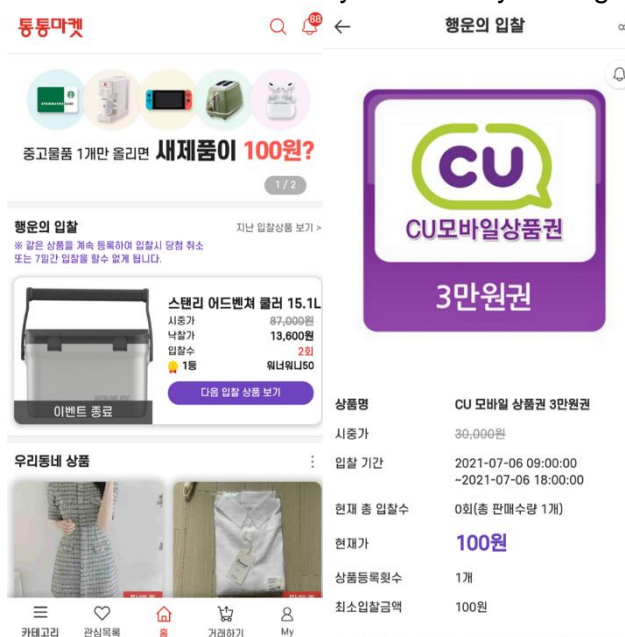 통통마켓
88
중고물품 1개만 올리면 새제품이 100원?
1 / 2
행운의 입찰
지난 입찰상품 보기 >
※ 같은 상품을 계속 등록하여 입찰시 당첨 취소
또는 7일간 입찰을 할수 없게 됩니다.
스탠리 어드벤쳐 쿨러 15.1L
시중가 87,000원
낙찰가 13,600원
입찰수 2회
1등 워너워니50
다음 입찰 상품 보기
이벤트 종료
우리동네 상품
카테고리
관심목록
홈
거래하기
My
행운의 입찰
CU
CU모바일상품권
3만원권
상품명 CU 모바일 상품권 3만원권
시중가 30,000원
입찰 기간 2021-07-06 09:00:00
~2021-07-06 18:00:00
현재 총 입찰수 0회(총 판매수량 1개)
현재가 100원
상품등록횟수 1개
최소입찰금액 100원